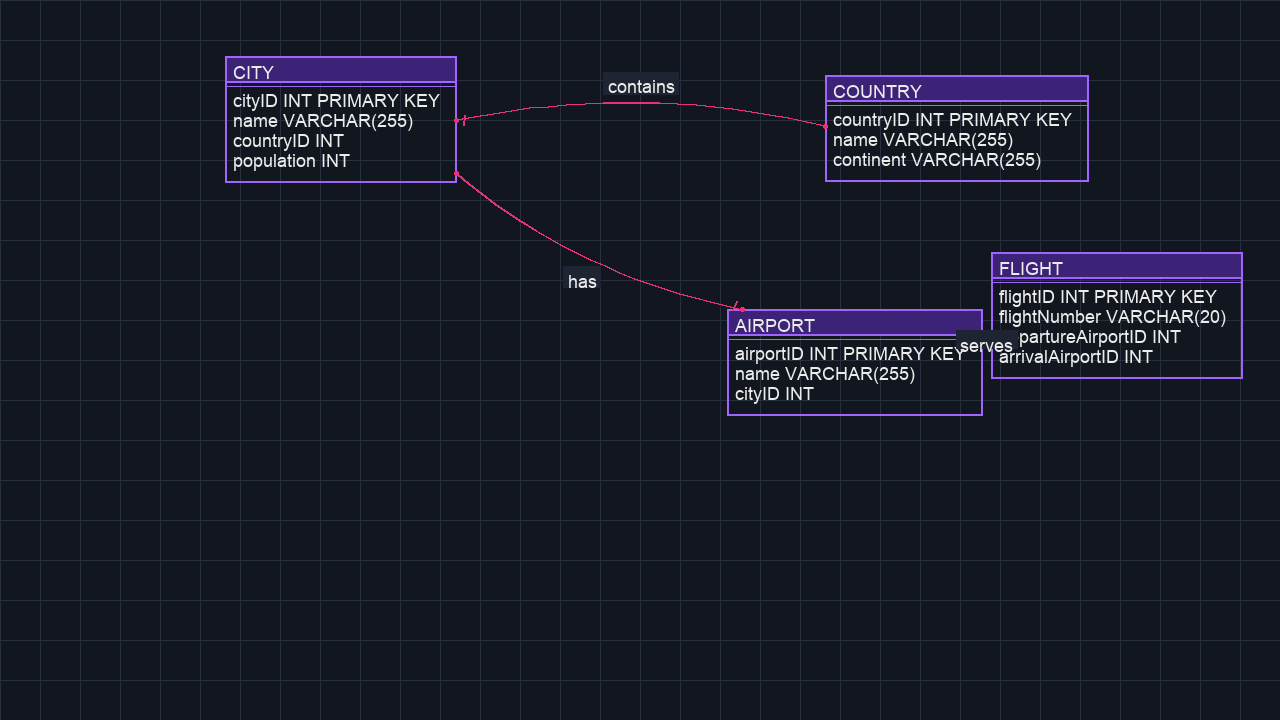 CITY
cityID INT PRIMARY KEY
name VARCHAR(255)
countryID INT
population INT
contains
COUNTRY
countryID INT PRIMARY KEY
name VARCHAR(255)
continent VARCHAR(255)
has
AIRPORT
airportID INT PRIMARY KEY
name VARCHAR(255)
cityID INT
serves
FLIGHT
flightID INT PRIMARY KEY
flightNumber VARCHAR(20)
partureAirportID INT
arrivalAirportID INT